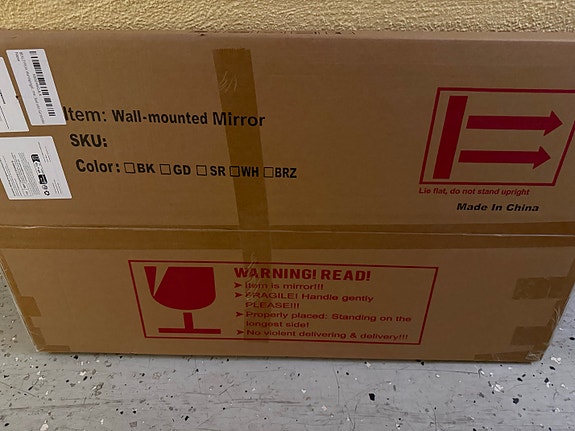 Item: Wall-mounted Mirror
SKU:
Color: ☐BK ☐GD ☐SR ☐WH ☐BRZ
Lie flat, do not stand upright
Made In China
WARNING! READ!
➤ Item is mirror!!!
➤ FRAGILE! Handle gently
PLEASE!!!
➤ Properly placed: Standing on the
longest side!
➤ No violent delivering & delivery!!!